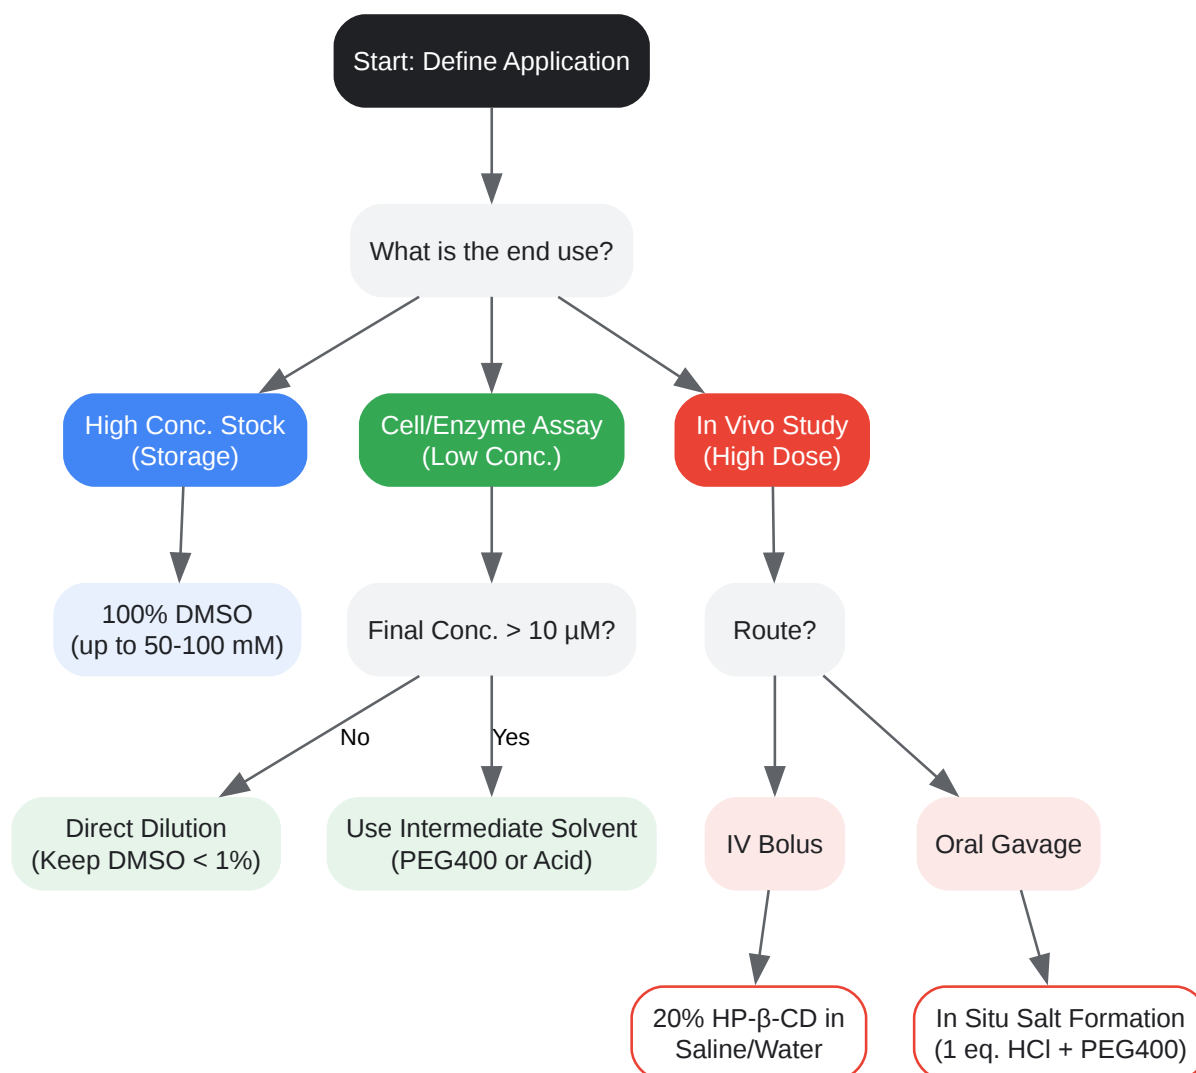 Start: Define Application
What is the end use?
High Conc. Stock
(Storage)
Cell/Enzyme Assay
(Low Conc.)
In Vivo Study
(High Dose)
100% DMSO
(up to 50-100 mM)
Final Conc. > 10 µM?
Route?
No
Yes
Direct Dilution
(Keep DMSO < 1%)
Use Intermediate Solvent
(PEG400 or Acid)
IV Bolus
Oral Gavage
20% HP-β-CD in
Saline/Water
In Situ Salt Formation
(1 eq. HCl + PEG400)